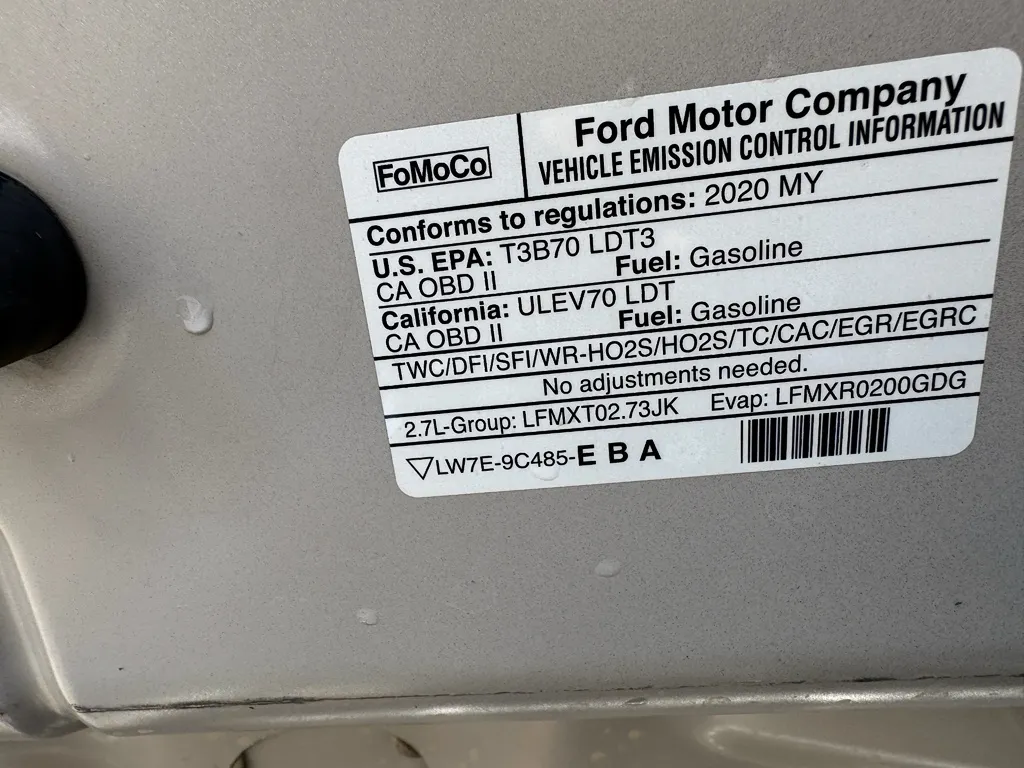 FoMoCo
Ford Motor Company
VEHICLE EMISSION CONTROL INFORMATION
Conforms to regulations: 2020 MY
U.S. EPA: T3B70 LDT3
CA OBD II Fuel: Gasoline
California: ULEV70 LDT
CA OBD II Fuel: Gasoline
TWC/DFI/SFI/WR-HO2S/HO2S/TC/CAC/EGR/EGRC
No adjustments needed.
2.7L-Group: LFMXT02.73JK Evap: LFMXR0200GDG
LW7E-9C485-E B A